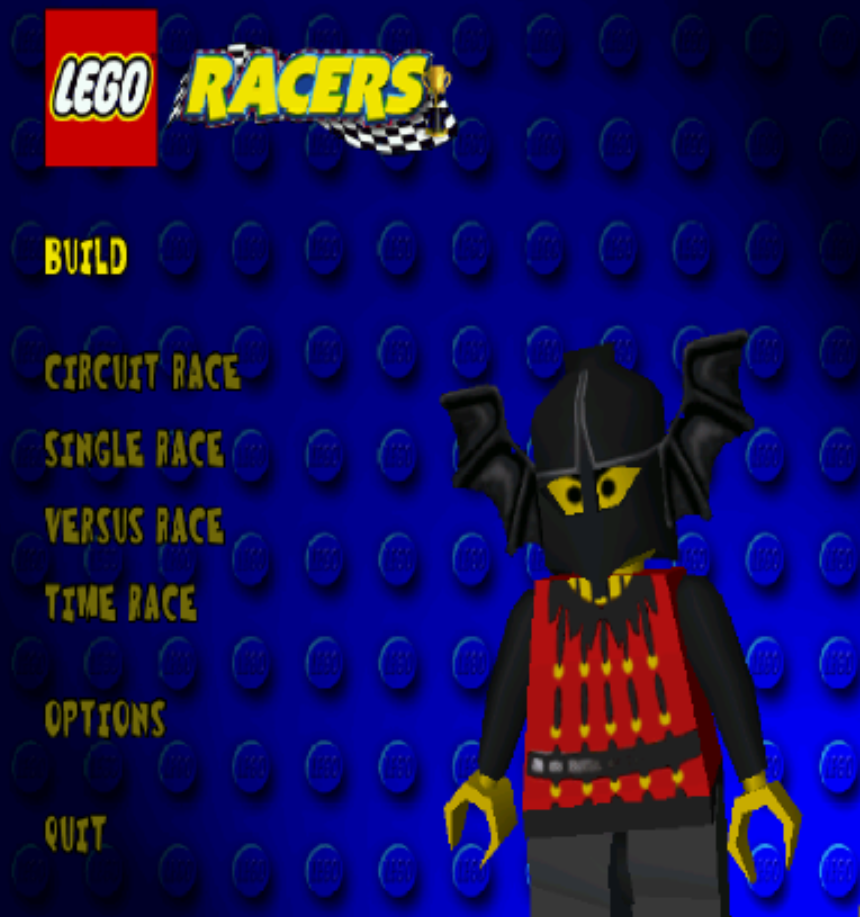 LEGO RACERS
BUILD
CIRCUIT RACE
SINGLE RACE
VERSUS RACE
TIME RACE
OPTIONS
QUIT